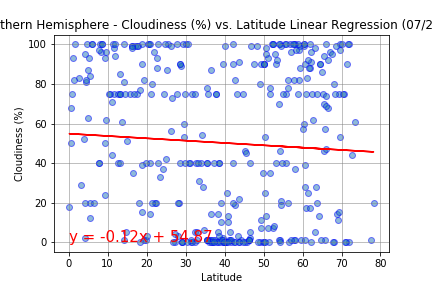 thern Hemisphere - Cloudiness (%) vs. Latitude Linear Regression (07/2
100
80
60
40
20
0
Cloudiness (%)
y = -0.12x + 54.87
0 10 20 30 40 50 60 70 80
Latitude